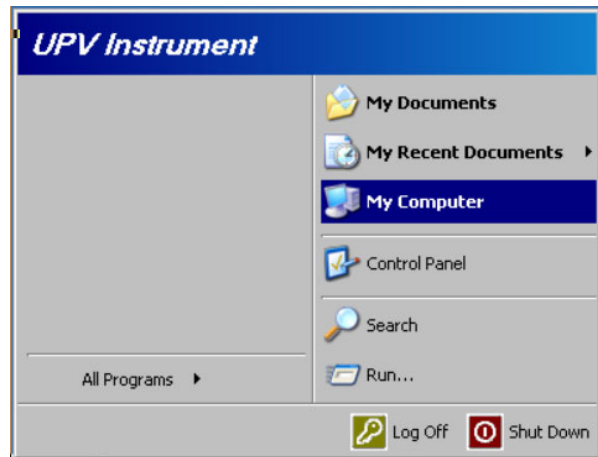 UPV Instrument
My Documents
My Recent Documents
My Computer
Control Panel
Search
Run...
All Programs
Log Off
Shut Down